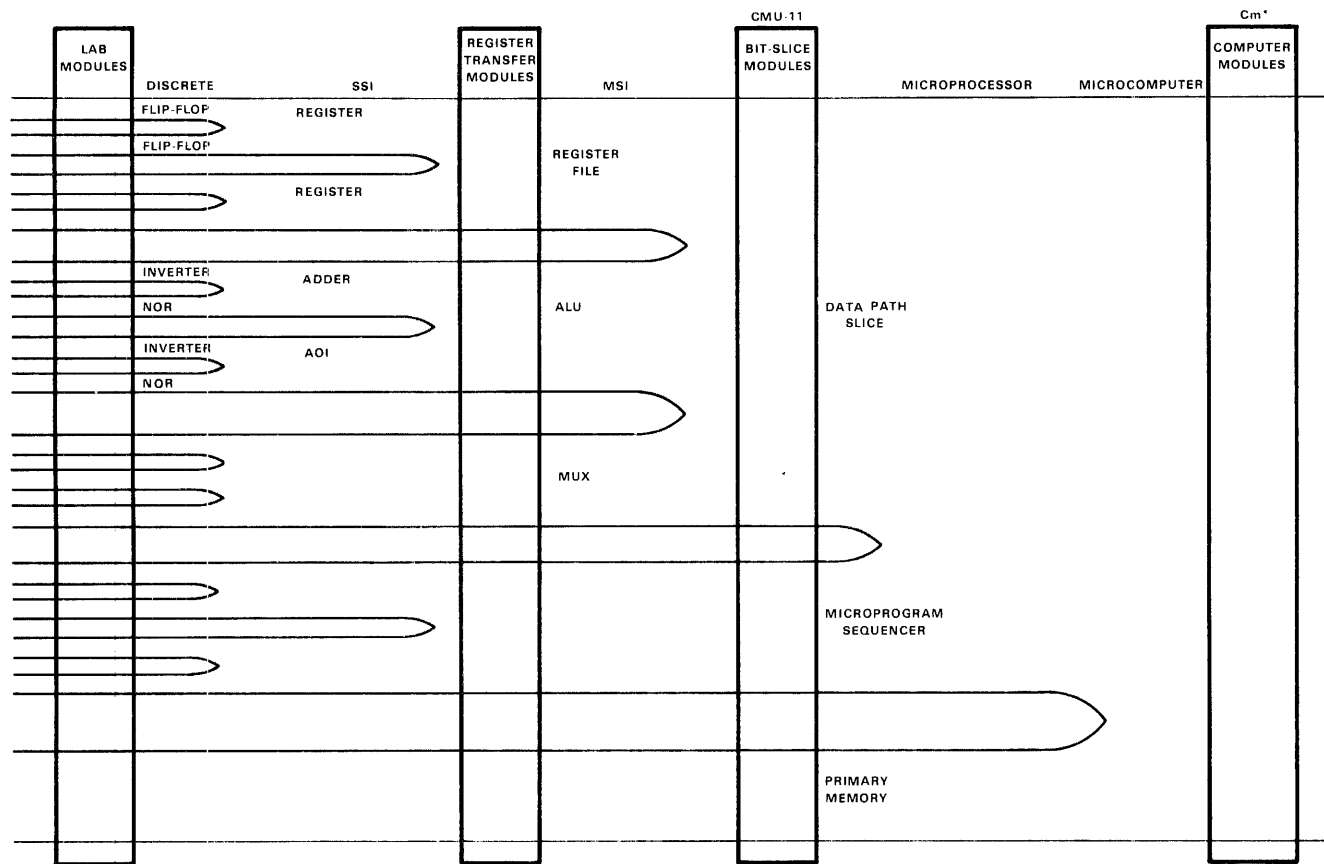 CMU-11
Cm*
LAB
MODULES
REGISTER
TRANSFER
MODULES
BIT-SLICE
MODULES
COMPUTER
MODULES
DISCRETE
SSI
MSI
MICROPROCESSOR
MICROCOMPUTER
FLIP-FLOP
REGISTER
FLIP-FLOP
REGISTER
FILE
REGISTER
INVERTER
ADDER
NOR
ALU
DATA PATH
SLICE
INVERTER
AOI
NOR
MUX
MICROPROGRAM
SEQUENCER
PRIMARY
MEMORY